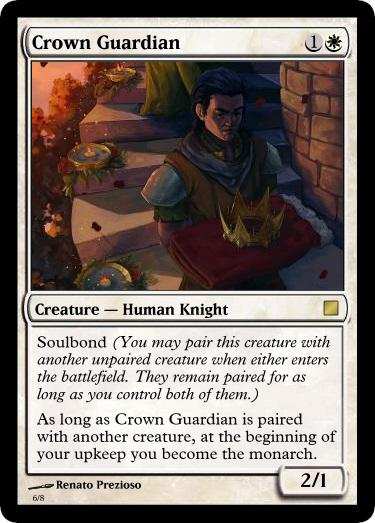 Crown Guardian 1
Creature — Human Knight
Soulbond (You may pair this creature with
another unpaired creature when either enters
the battlefield. They remain paired for as
long as you control both of them.)
As long as Crown Guardian is paired
with another creature, at the beginning of
your upkeep you become the monarch.
Renato Prezioso
2/1
6/8